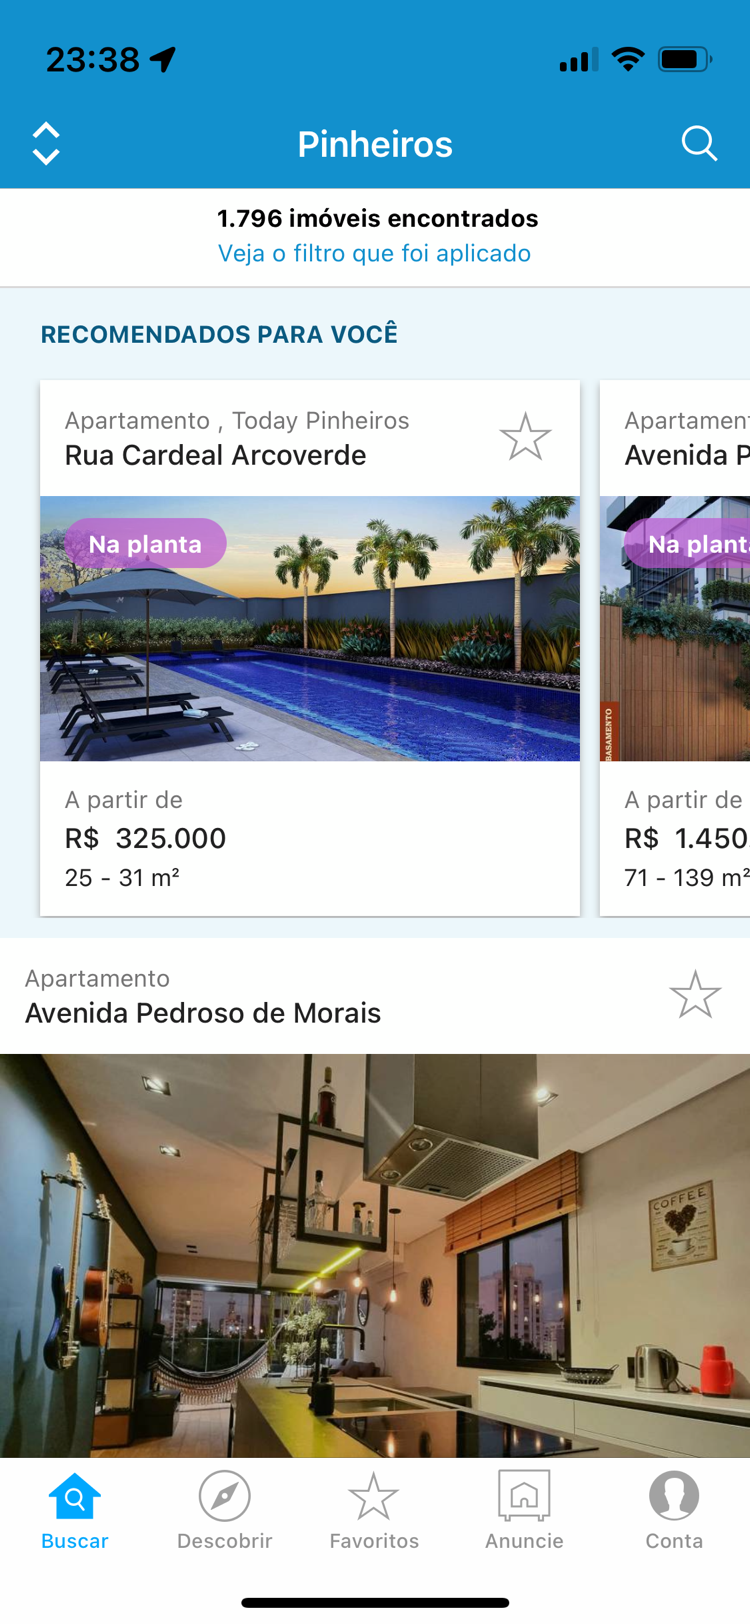 23:38
Pinheiros
1.796 imóveis encontrados
Veja o filtro que foi aplicado
RECOMENDADOS PARA VOCÊ
Apartamento , Today Pinheiros
Rua Cardeal Arcoverde
Na planta
A partir de
R$ 325.000
25 - 31 m²
Apartamen
Avenida P
Na planta
BASAMENTO
A partir de
R$ 1.450
71 - 139 m²
Apartamento
Avenida Pedroso de Morais
COFFEE
Buscar
Descobrir
Favoritos
Anuncie
Conta